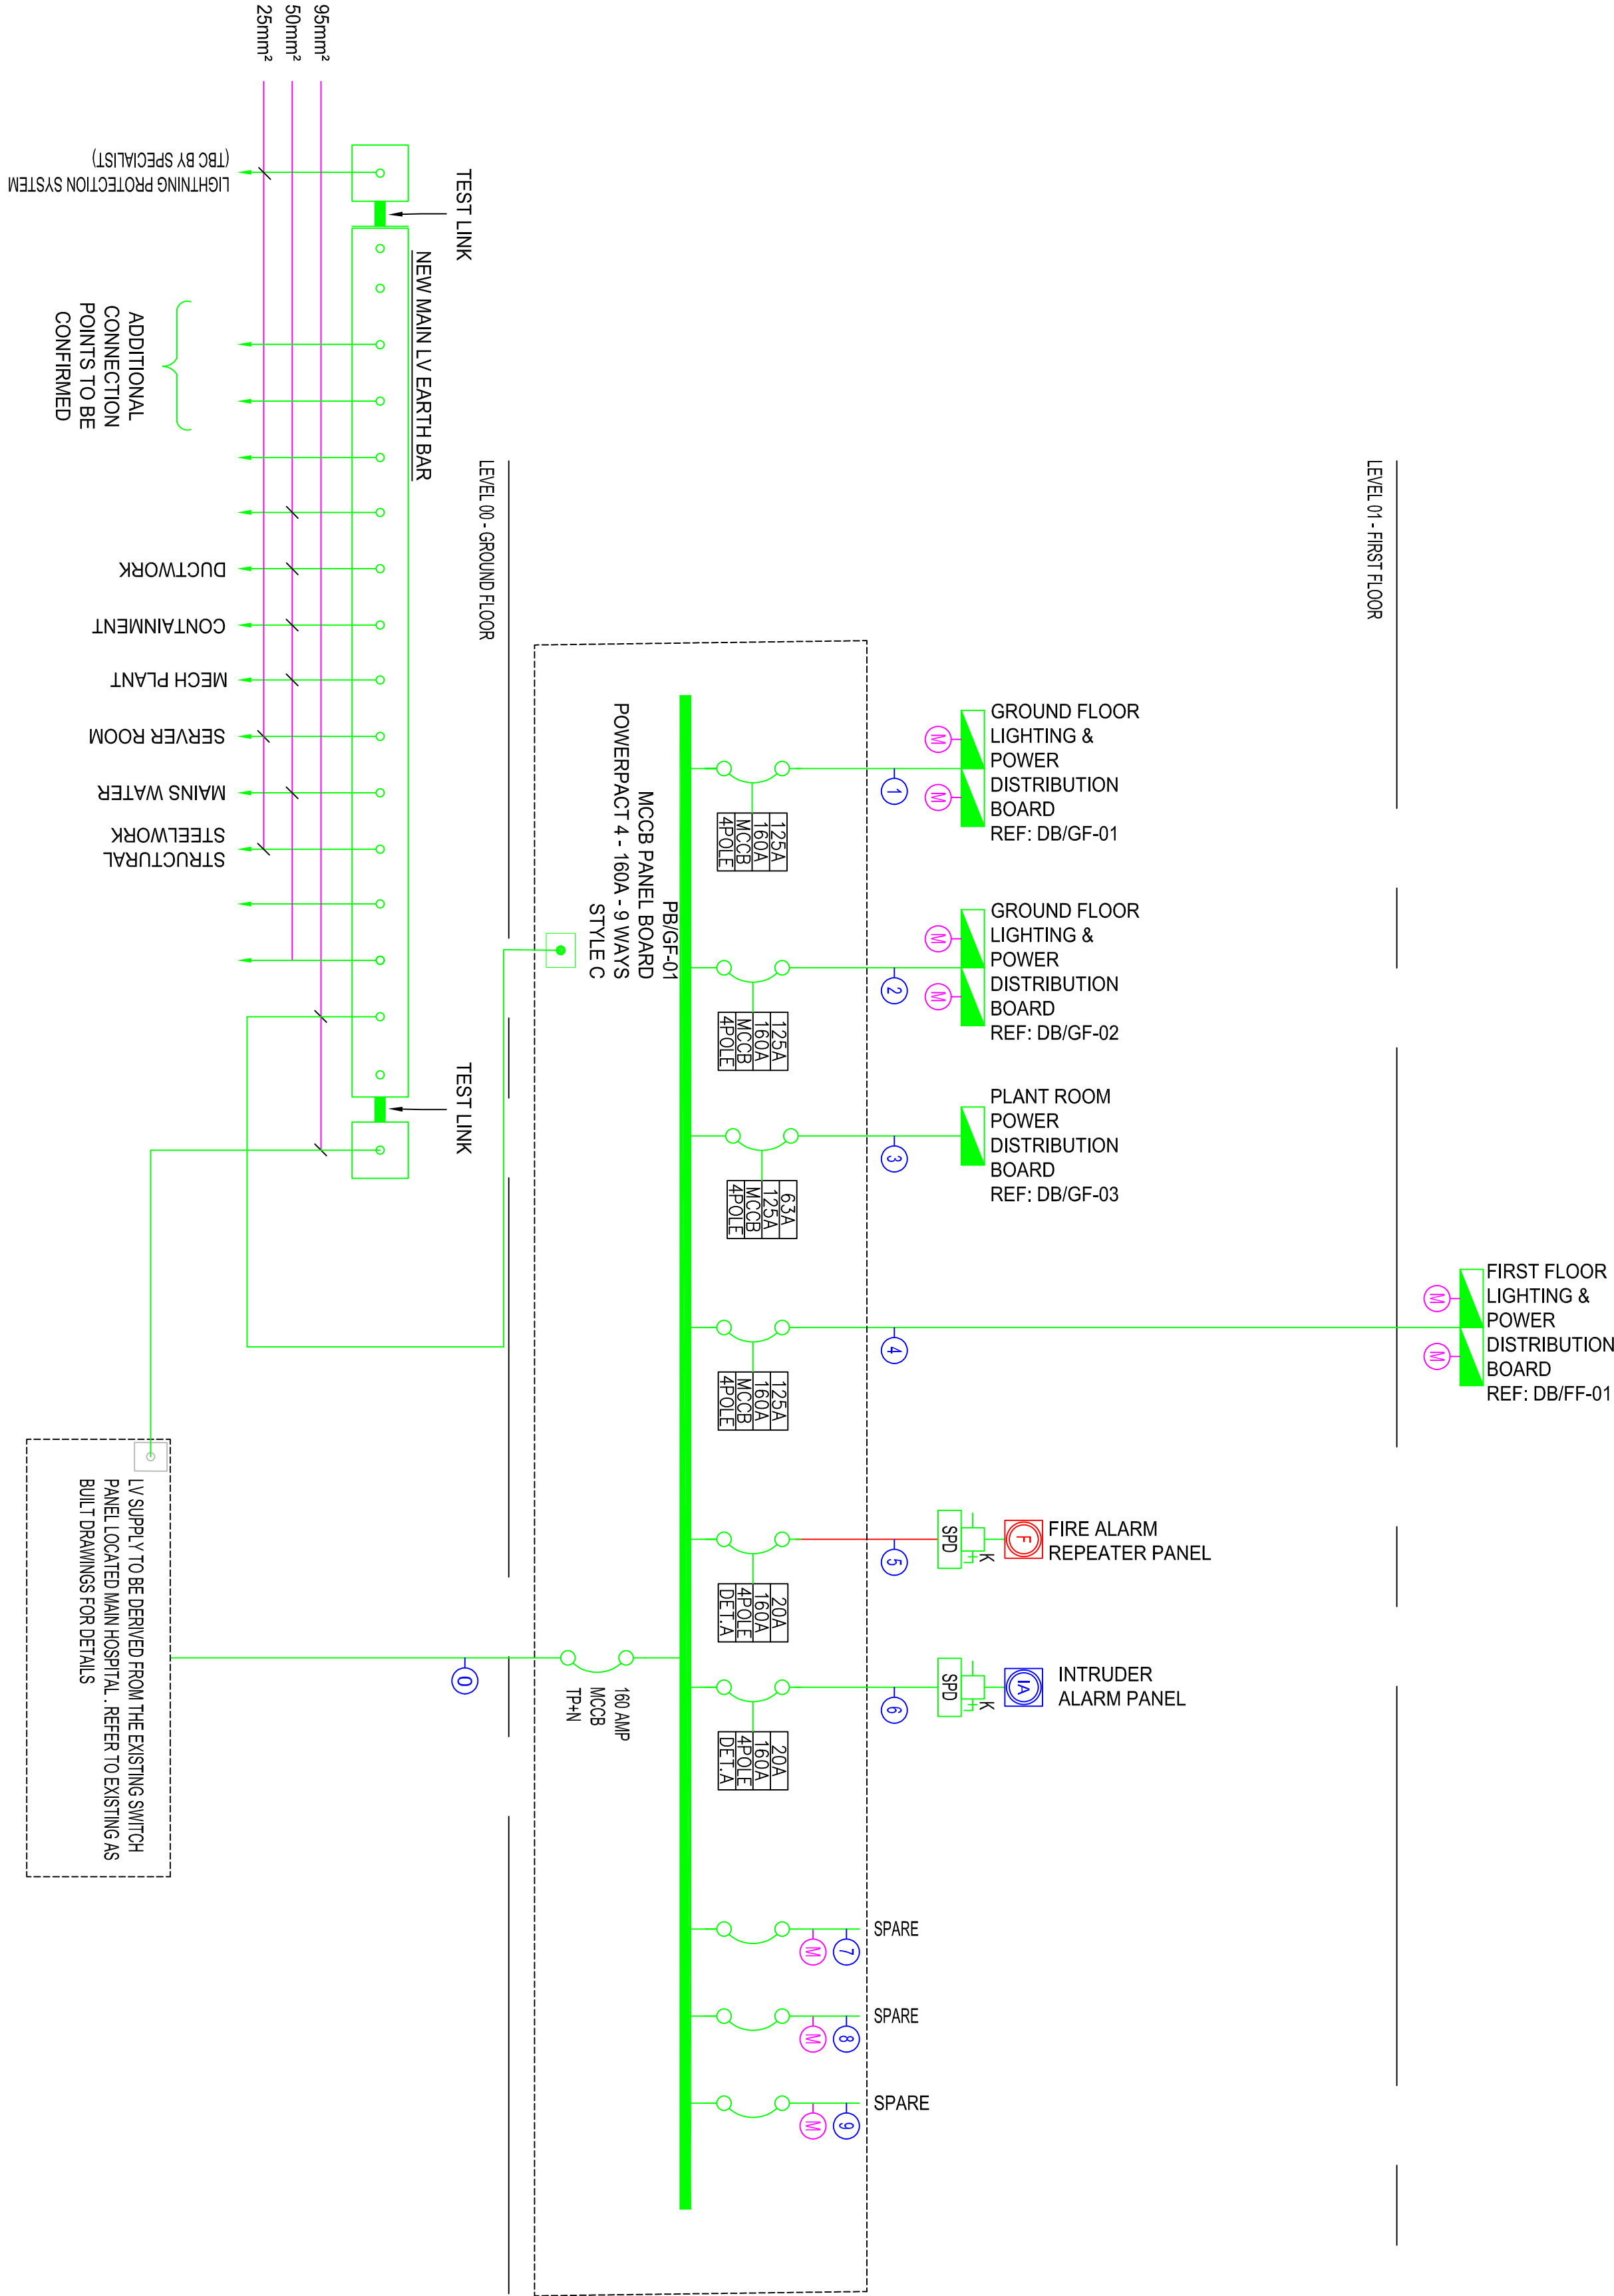 95mm²
50mm²
25mm²
LIGHTNING PROTECTION SYSTEM
(TBC BY SPECIALIST)
TEST LINK
NEW MAIN LV EARTH BAR
ADDITIONAL
CONNECTION
POINTS TO BE
CONFIRMED
DUCTWORK
CONTAINMENT
MECH PLANT
SERVER ROOM
MAINS WATER
STRUCTURAL
STEELWORK
TEST LINK
LEVEL 00 - GROUND FLOOR
LEVEL 01 - FIRST FLOOR
PB/GF-01
MCCB PANEL BOARD
POWERPACT 4 - 160A - 9 WAYS
STYLE C
GROUND FLOOR
LIGHTING &
POWER
DISTRIBUTION
BOARD
REF: DB/GF-01
M
M
1
125A
160A
MCCB
4POLE
GROUND FLOOR
LIGHTING &
POWER
DISTRIBUTION
BOARD
REF: DB/GF-02
M
M
2
125A
160A
MCCB
4POLE
PLANT ROOM
POWER
DISTRIBUTION
BOARD
REF: DB/GF-03
3
63A
125A
MCCB
4POLE
FIRST FLOOR
LIGHTING &
POWER
DISTRIBUTION
BOARD
REF: DB/FF-01
M
M
4
125A
160A
MCCB
4POLE
FIRE ALARM
REPEATER PANEL
F
K
SPD
5
20A
160A
4POLE
DET.A
INTRUDER
ALARM PANEL
IA
K
SPD
6
20A
160A
4POLE
DET.A
160 AMP
MCCB
TP+N
0
SPARE
7
M
SPARE
8
M
SPARE
9
M
LV SUPPLY TO BE DERIVED FROM THE EXISTING SWITCH
PANEL LOCATED MAIN HOSPITAL . REFER TO EXISTING AS
BUILT DRAWINGS FOR DETAILS